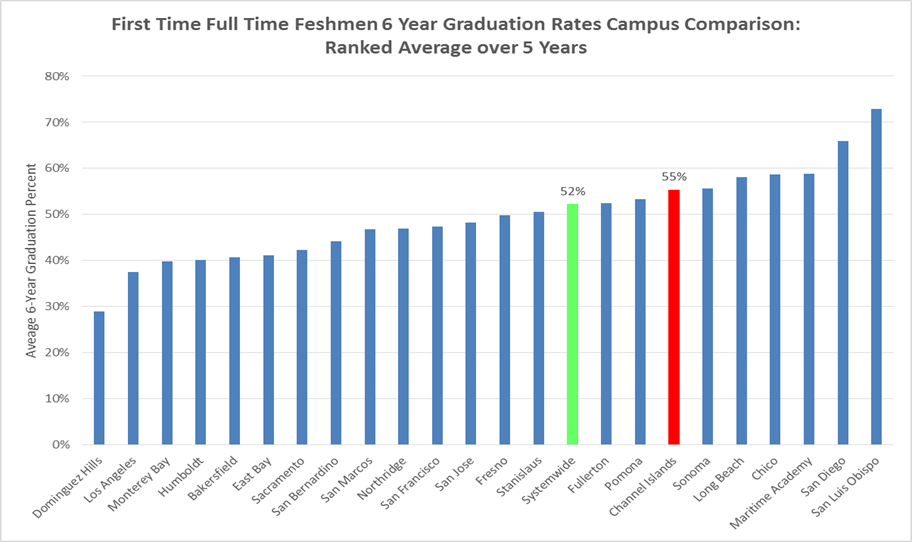 First Time Full Time Feshmen 6 Year Graduation Rates Campus Comparison:
Ranked Average over 5 Years
Aveage 6-Year Graduation Percent
80%
70%
60%
50%
40%
30%
20%
10%
0%
52%
55%
Dominguez Hills
Los Angeles
Monterey Bay
Humboldt
Bakersfield
East Bay
Sacramento
San Bernardino
San Marcos
Northridge
San Francisco
San Jose
Fresno
Stanislaus
Systemwide
Fullerton
Pomona
Channel Islands
Sonoma
Long Beach
Chico
Maritime Academy
San Diego
San Luis Obispo